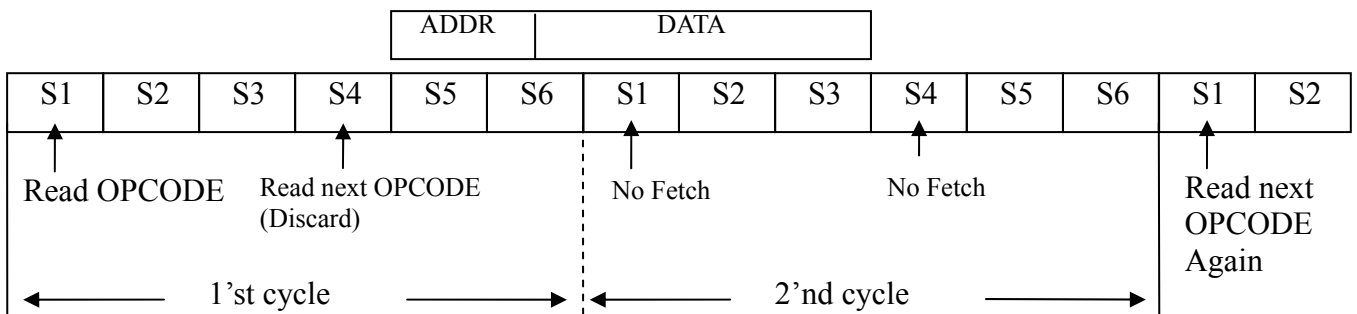 ADDR DATA
S1 S2 S3 S4 S5 S6 S1 S2 S3 S4 S5 S6 S1 S2
Read OPCODE
Read next OPCODE
(Discard)
No Fetch
No Fetch
Read next
OPCODE
Again
1’st cycle
2’nd cycle